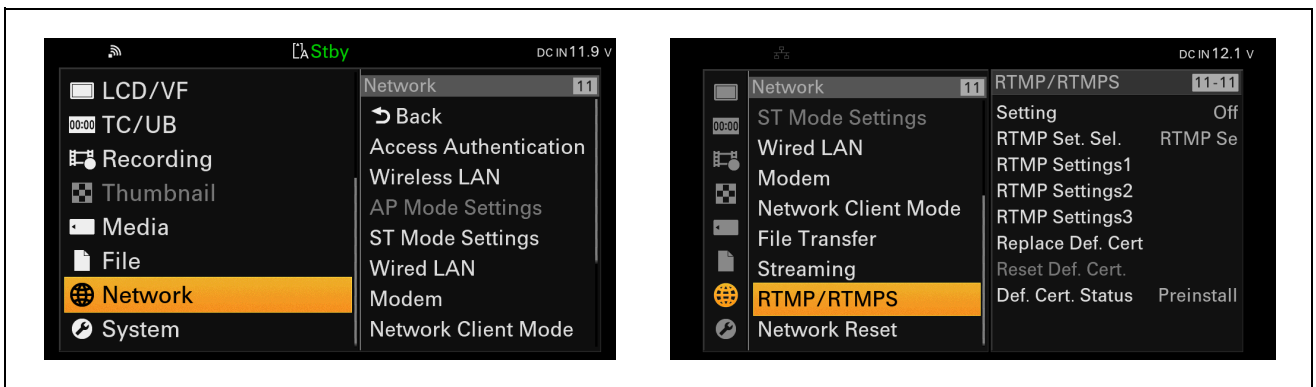 Stby
DC IN 11.9 V
LCD/VF
00:00 TC/UB
Recording
Thumbnail
Media
File
Network
System
Network 11
Back
Access Authentication
Wireless LAN
AP Mode Settings
ST Mode Settings
Wired LAN
Modem
Network Client Mode
DC IN 12.1 V
00:00
Network 11
ST Mode Settings
Wired LAN
Modem
Network Client Mode
File Transfer
Streaming
RTMP/RTMPS
Network Reset
RTMP/RTMPS 11-11
Setting Off
RTMP Set. Sel. RTMP Se
RTMP Settings1
RTMP Settings2
RTMP Settings3
Replace Def. Cert
Reset Def. Cert.
Def. Cert. Status Preinstall